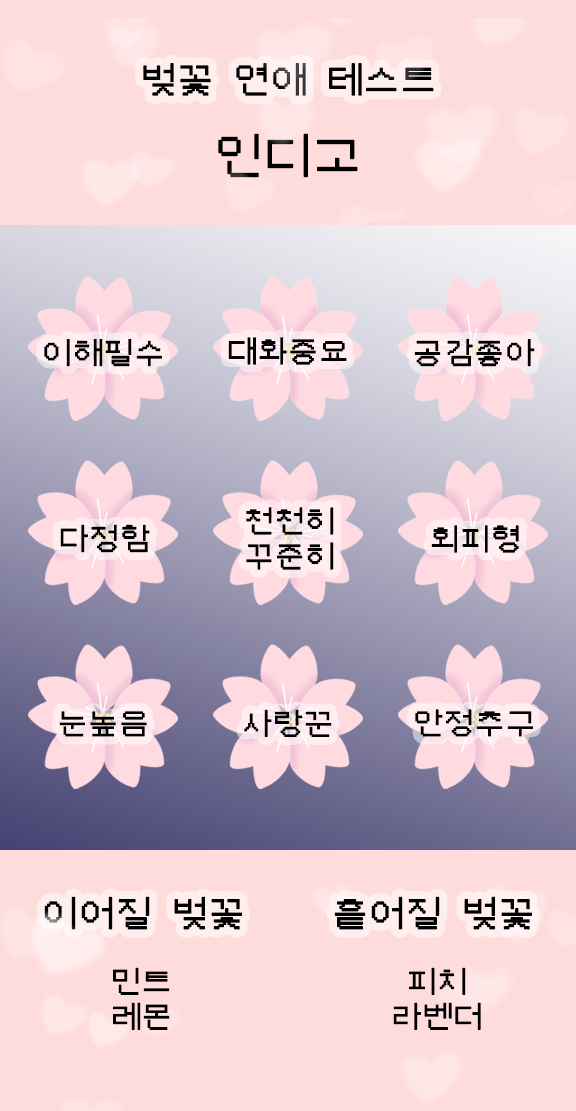 벚꽃 연애 테스트
인디고
이해필수 대화중요 공감좋아
다정함 천천히 꾸준히 회피형
눈높음 사랑꾼 안정추구
이어질 벚꽃 흩어질 벚꽃
민트 피치
레몬 라벤더